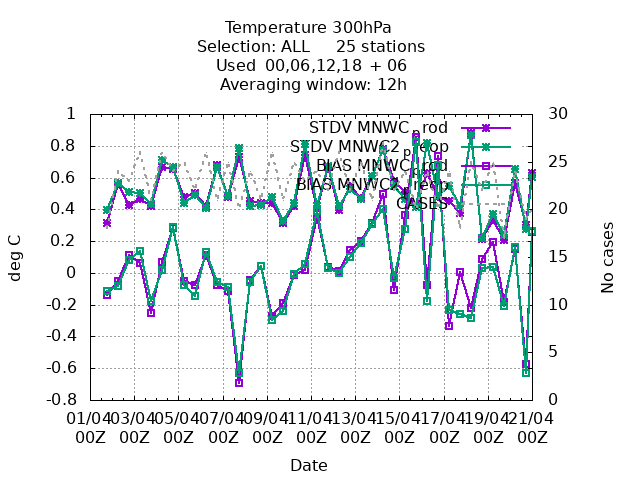 Temperature 300hPa
Selection: ALL 25 stations
Used 00,06,12,18 + 06
Averaging window: 12h
1
0.8
0.6
0.4
0.2
0
-0.2
-0.4
-0.6
-0.8
deg C
30
25
20
15
10
5
0
No cases
STDV MNWC_prod
STDV MNWC2_preop
BIAS MNWC_prod
BIAS MNWC2_preop
CASES
01/04 03/04 05/04 07/04 09/04 11/04 13/04 15/04 17/04 19/04 21/04
00Z 00Z 00Z 00Z 00Z 00Z 00Z 00Z 00Z 00Z 00Z
Date